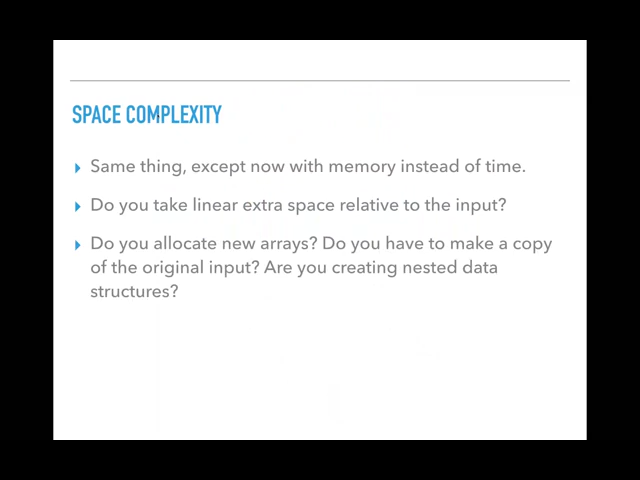 SPACE COMPLEXITY
Same thing, except now with memory instead of time.
Do you take linear extra space relative to the input?
Do you allocate new arrays? Do you have to make a copy
of the original input? Are you creating nested data
structures?